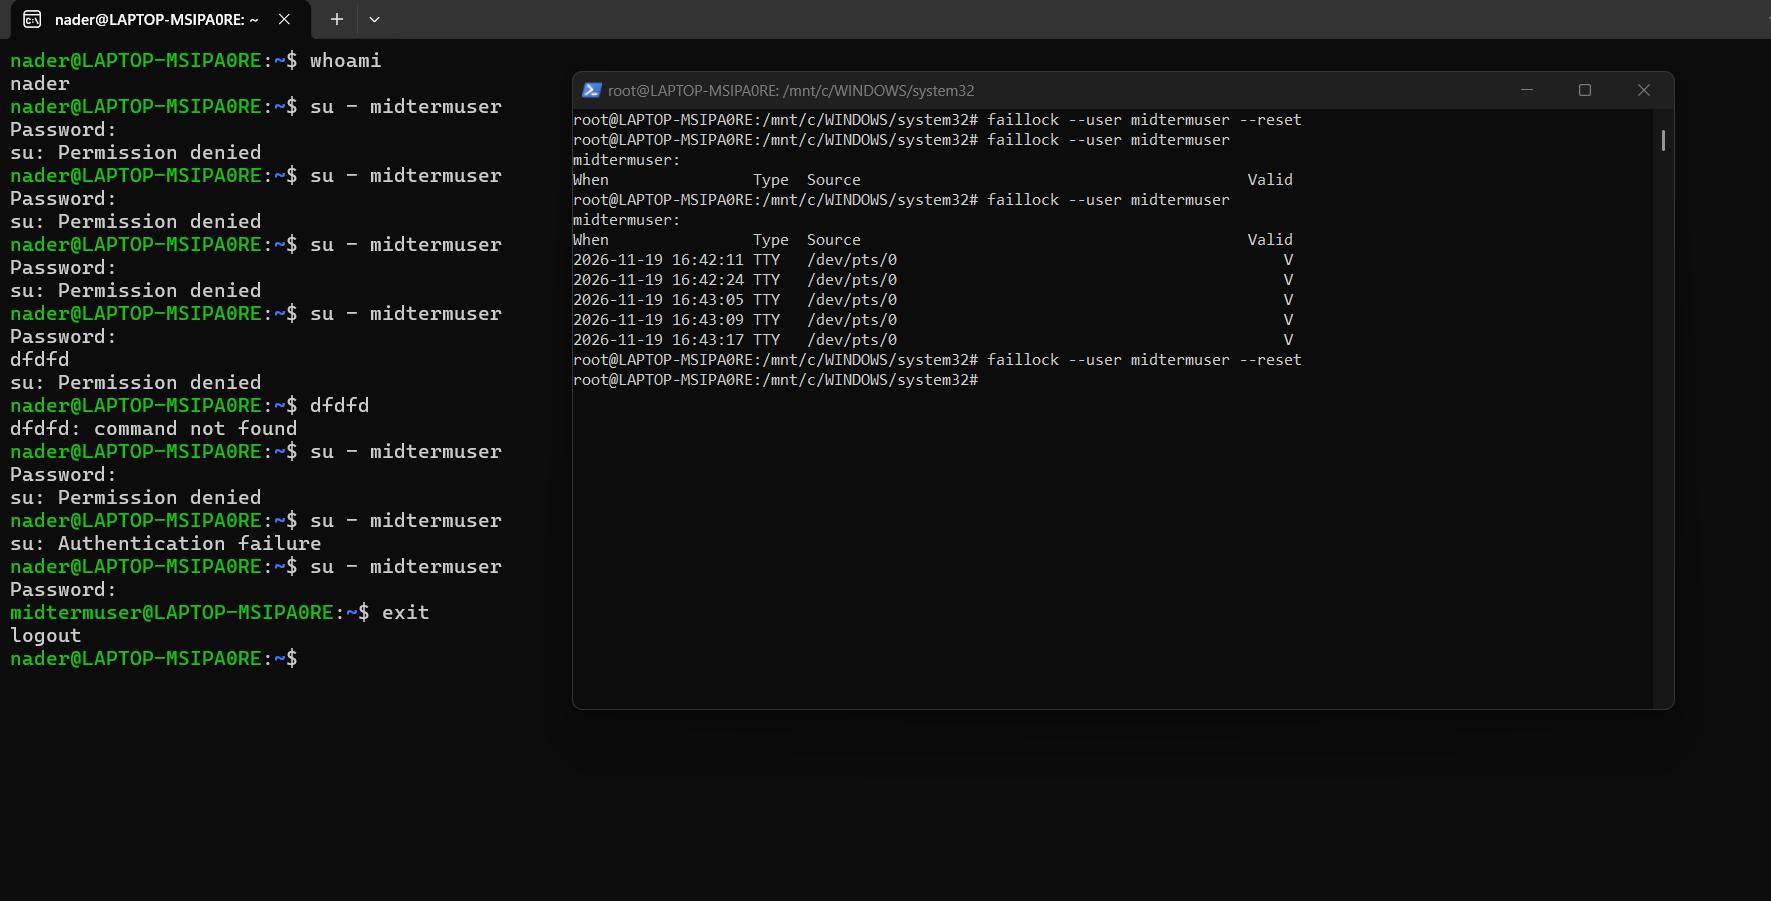 nader@LAPTOP-MSIPA0RE: ~
nader@LAPTOP-MSIPA0RE:~$ whoami
nader
nader@LAPTOP-MSIPA0RE:~$ su - midtermuser
Password:
su: Permission denied
nader@LAPTOP-MSIPA0RE:~$ su - midtermuser
Password:
su: Permission denied
nader@LAPTOP-MSIPA0RE:~$ su - midtermuser
Password:
su: Permission denied
nader@LAPTOP-MSIPA0RE:~$ su - midtermuser
Password:
dfdfd
su: Permission denied
nader@LAPTOP-MSIPA0RE:~$ dfdfd
dfdfd: command not found
nader@LAPTOP-MSIPA0RE:~$ su - midtermuser
Password:
su: Permission denied
nader@LAPTOP-MSIPA0RE:~$ su - midtermuser
su: Authentication failure
nader@LAPTOP-MSIPA0RE:~$ su - midtermuser
Password:
midtermuser@LAPTOP-MSIPA0RE:~$ exit
logout
nader@LAPTOP-MSIPA0RE:~$
root@LAPTOP-MSIPA0RE: /mnt/c/WINDOWS/system32
root@LAPTOP-MSIPA0RE:/mnt/c/WINDOWS/system32# faillock --user midtermuser --reset
root@LAPTOP-MSIPA0RE:/mnt/c/WINDOWS/system32# faillock --user midtermuser
midtermuser:
When Type Source Valid
root@LAPTOP-MSIPA0RE:/mnt/c/WINDOWS/system32# faillock --user midtermuser
midtermuser:
When Type Source Valid
2026-11-19 16:42:11 TTY /dev/pts/0 V
2026-11-19 16:42:24 TTY /dev/pts/0 V
2026-11-19 16:43:05 TTY /dev/pts/0 V
2026-11-19 16:43:09 TTY /dev/pts/0 V
2026-11-19 16:43:17 TTY /dev/pts/0 V
root@LAPTOP-MSIPA0RE:/mnt/c/WINDOWS/system32# faillock --user midtermuser --reset
root@LAPTOP-MSIPA0RE:/mnt/c/WINDOWS/system32#